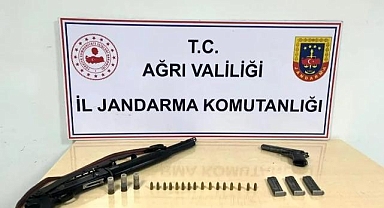 T.C.
AĞRI VALİLİĞİ
İL JANDARMA KOMUTANLIĞI